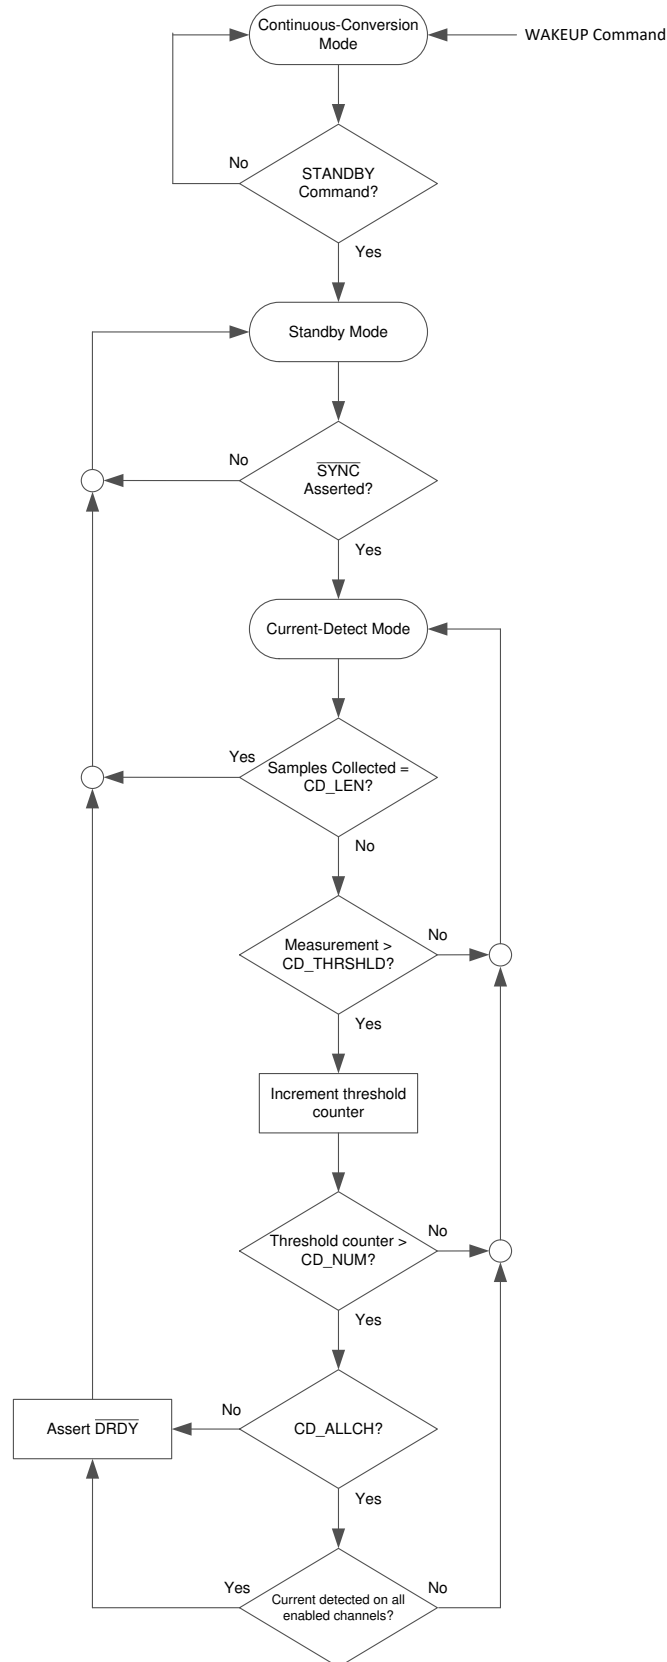 Continuous-Conversion
Mode
WAKEUP Command
No
STANDBY
Command?
Yes
Standby Mode
No
SYNC
Asserted?
Yes
Current-Detect Mode
Yes
Samples Collected =
CD_LEN?
No
Measurement >
CD_THRSHLD?
No
Yes
Increment threshold
counter
Threshold counter >
CD_NUM?
No
Yes
Assert DRDY
No
CD_ALLCH?
Yes
Yes
Current detected on all
enabled channels?
No